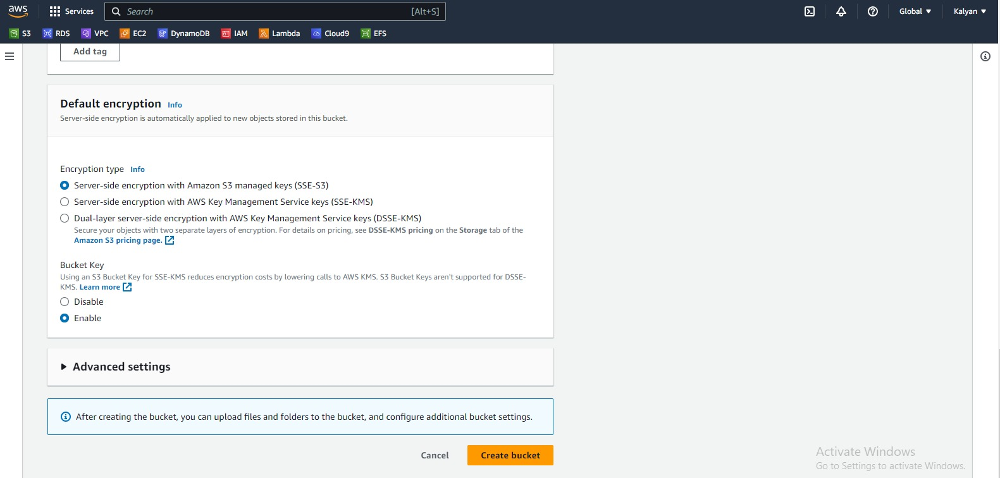 aws
Services
Search
[Alt+S]
Global
Kalyan
S3
RDS
VPC
EC2
DynamoDB
IAM
Lambda
Cloud9
EFS
Add tag
Default encryption Info
Server-side encryption is automatically applied to new objects stored in this bucket.
Encryption type Info
Server-side encryption with Amazon S3 managed keys (SSE-S3)
Server-side encryption with AWS Key Management Service keys (SSE-KMS)
Dual-layer server-side encryption with AWS Key Management Service keys (DSSE-KMS)
Secure your objects with two separate layers of encryption. For details on pricing, see DSSE-KMS pricing on the Storage tab of the
Amazon S3 pricing page.
Bucket Key
Using an S3 Bucket Key for SSE-KMS reduces encryption costs by lowering calls to AWS KMS. S3 Bucket Keys aren't supported for DSSE-
KMS. Learn more
Disable
Enable
Advanced settings
After creating the bucket, you can upload files and folders to the bucket, and configure additional bucket settings.
Cancel
Create bucket
Activate Windows
Go to Settings to activate Windows.